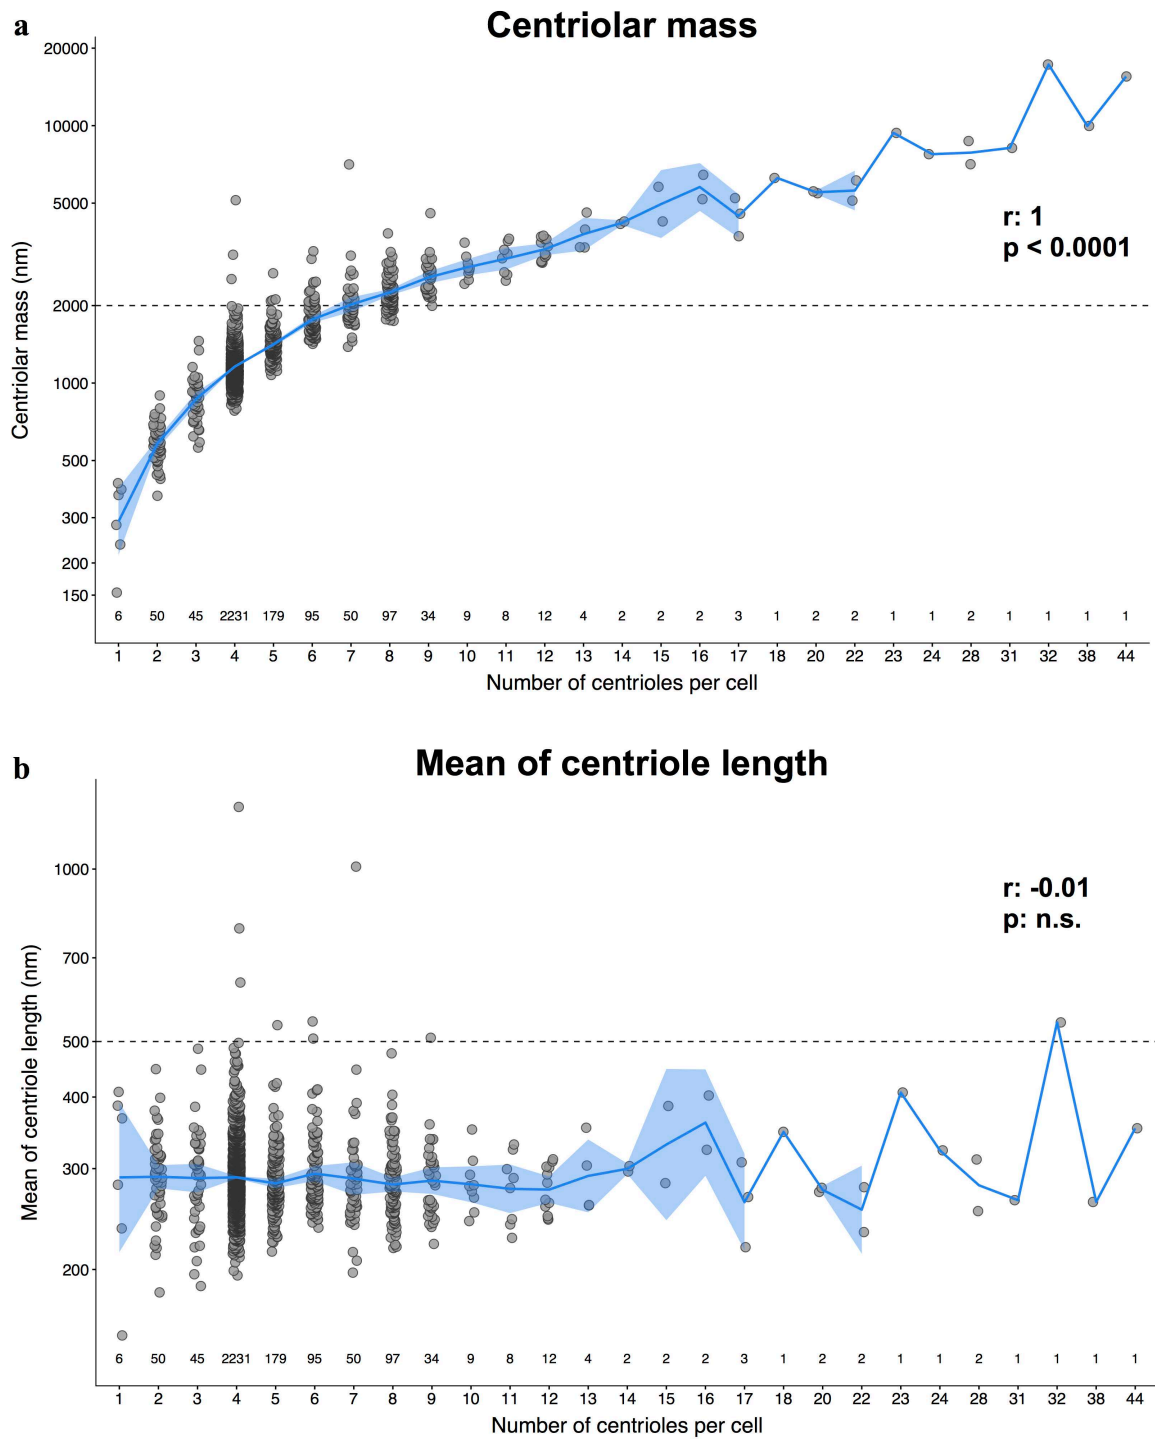 a
Centriolar mass
20000
10000
5000
2000
1000
500
300
200
150
Centriolar mass (nm)
r: 1
p < 0.0001
6 50 45 2231 179 95 50 97 34 9 8 12 4 2 2 2 3 1 2 2 1 1 2 1 1 1 1
1 2 3 4 5 6 7 8 9 10 11 12 13 14 15 16 17 18 20 22 23 24 28 31 32 38 44
Number of centrioles per cell
b
Mean of centriole length
1000
700
500
400
300
200
Mean of centriole length (nm)
r: -0.01
p: n.s.
6 50 45 2231 179 95 50 97 34 9 8 12 4 2 2 2 3 1 2 2 1 1 2 1 1 1 1
1 2 3 4 5 6 7 8 9 10 11 12 13 14 15 16 17 18 20 22 23 24 28 31 32 38 44
Number of centrioles per cell